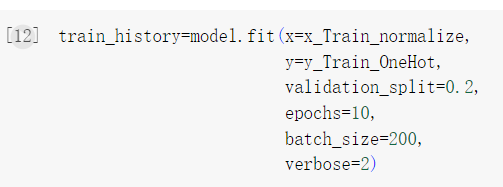 [12] train_history=model.fit(x=x_Train_normalize,
y=y_Train_OneHot,
validation_split=0.2,
epochs=10,
batch_size=200,
verbose=2)